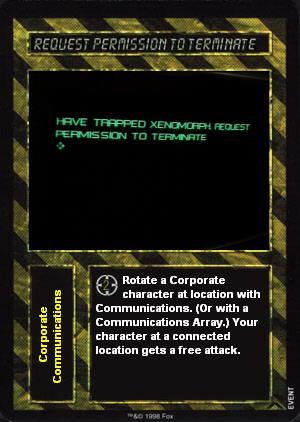 REQUEST PERMISSION TO TERMINATE
HAVE TRAPPED XENOMORPH. REQUEST
PERMISSION TO TERMINATE
Corporate
Communications
2
Rotate a Corporate
character at location with
Communications. (Or with a
Communications Array.) Your
character at a connected
location gets a free attack.
EVENT
™&© 1998 Fox